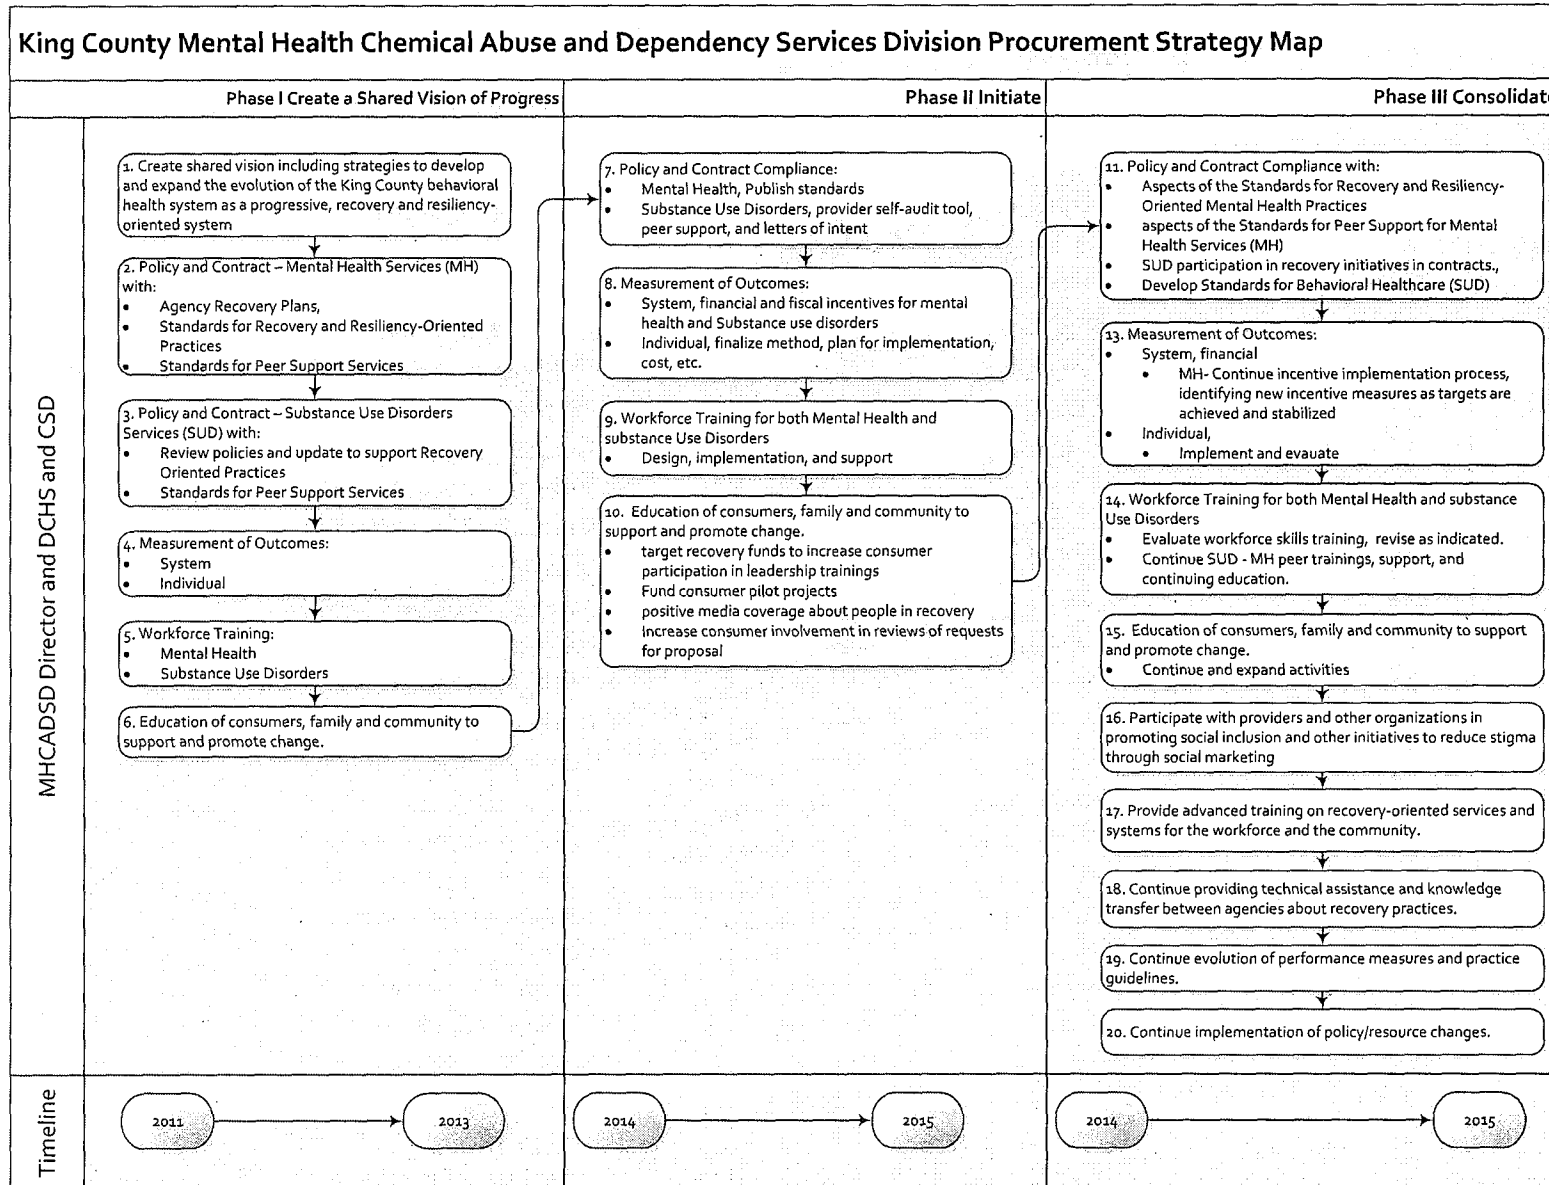 King County Mental Health Chemical Abuse and Dependency Services Division Procurement Strategy Map
Phase I Create a Shared Vision of Progress
Phase II Initiate
Phase III Consolidate
MHCADSD Director and DCHS and CSD
1. Create shared vision including strategies to develop
and expand the evolution of the King County behavioral
health system as a progressive, recovery and resiliency-
oriented system
2. Policy and Contract – Mental Health Services (MH)
with:
• Agency Recovery Plans,
• Standards for Recovery and Resiliency-Oriented
Practices
• Standards for Peer Support Services
3. Policy and Contract – Substance Use Disorders
Services (SUD) with:
• Review policies and update to support Recovery
Oriented Practices
• Standards for Peer Support Services
4. Measurement of Outcomes:
• System
• Individual
5. Workforce Training:
• Mental Health
• Substance Use Disorders
6. Education of consumers, family and community to
support and promote change.
7. Policy and Contract Compliance:
• Mental Health, Publish standards
• Substance Use Disorders, provider self-audit tool,
peer support, and letters of intent
8. Measurement of Outcomes:
• System, financial and fiscal incentives for mental
health and Substance use disorders
• Individual, finalize method, plan for implementation,
cost, etc.
9. Workforce Training for both Mental Health and
substance Use Disorders
• Design, implementation, and support
10. Education of consumers, family and community to
support and promote change.
• target recovery funds to increase consumer
participation in leadership trainings
• Fund consumer pilot projects
• positive media coverage about people in recovery
• Increase consumer involvement in reviews of requests
for proposal
11. Policy and Contract Compliance with:
• Aspects of the Standards for Recovery and Resiliency-
Oriented Mental Health Practices
• aspects of the Standards for Peer Support for Mental
Health Services (MH)
• SUD participation in recovery initiatives in contracts.,
• Develop Standards for Behavioral Healthcare (SUD)
13. Measurement of Outcomes:
• System, financial
• MH- Continue incentive implementation process,
identifying new incentive measures as targets are
achieved and stabilized
• Individual,
• Implement and evauate
14. Workforce Training for both Mental Health and substance
Use Disorders
• Evaluate workforce skills training, revise as indicated.
• Continue SUD - MH peer trainings, support, and
continuing education.
15. Education of consumers, family and community to support
and promote change.
• Continue and expand activities
16. Participate with providers and other organizations in
promoting social inclusion and other initiatives to reduce stigma
through social marketing
17. Provide advanced training on recovery-oriented services and
systems for the workforce and the community.
18. Continue providing technical assistance and knowledge
transfer between agencies about recovery practices.
19. Continue evolution of performance measures and practice
guidelines.
20. Continue implementation of policy/resource changes.
Timeline
2011
2013
2014
2015
2014
2015